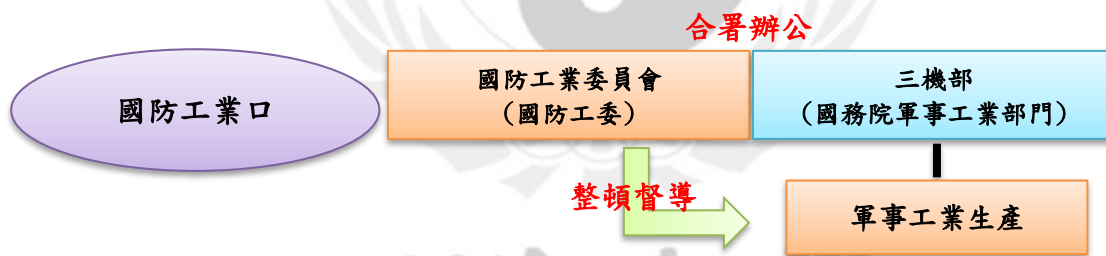 合署辦公
國防工業口
國防工業委員會
（國防工委）
三機部
（國務院軍事工業部門）
整頓督導
軍事工業生產